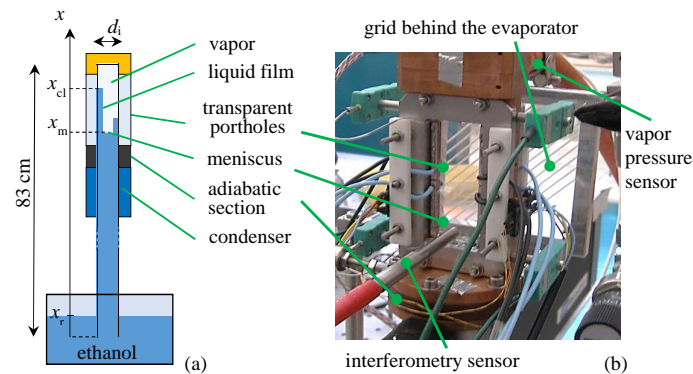 x
d_i
vapor
liquid film
x_cl
transparent
portholes
x_m
meniscus
adiabatic
section
condenser
83 cm
x_r
ethanol
(a)
grid behind the evaporator
vapor
pressure
sensor
interferometry sensor
(b)